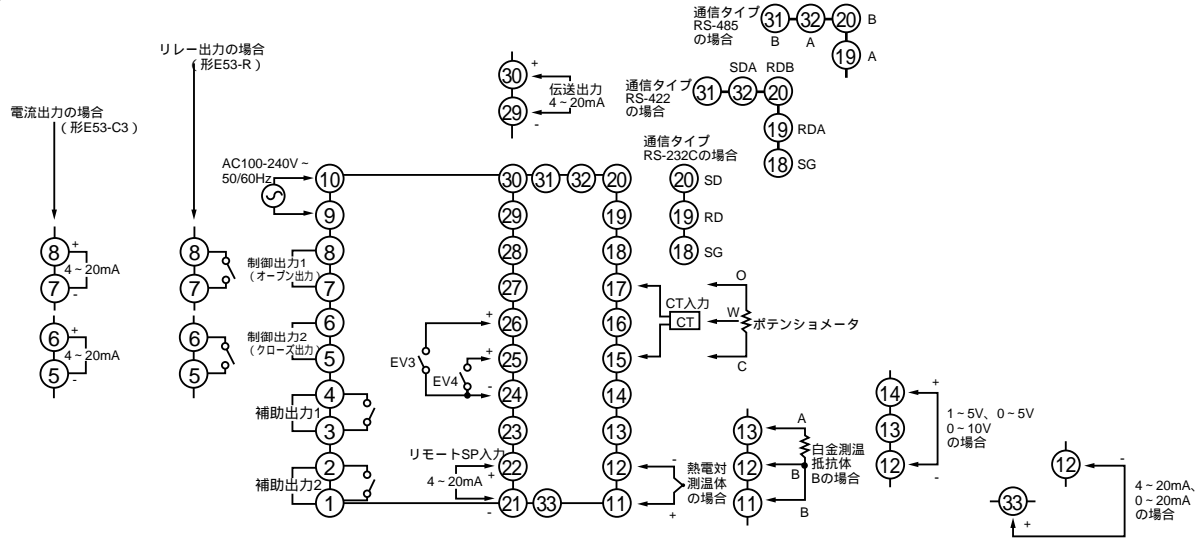 電流出力の場合
（形E53-C3）
8
+
4～20mA
7
-
6
+
4～20mA
5
-
リレー出力の場合
（形E53-R）
8
7
6
5
AC100-240V～
50/60Hz
10
9
8
7
6
5
4
3
2
1
制御出力1
（オープン出力）
制御出力2
（クローズ出力）
補助出力1
補助出力2
30
+
伝送出力
4～20mA
29
-
30
31
32
20
29
28
27
26
25
24
23
22
21
33
+
EV3
+
EV4
-
リモートSP入力
+
4～20mA
-
19
18
17
16
15
14
13
12
11
O
CT入力
CT
W
ポテンショメータ
C
-
熱電対
測温体
の場合
+
通信タイプ
RS-485
の場合
31
32
20
B
B
A
19
A
通信タイプ
RS-422
の場合
SDA
RDB
31
32
20
19
RDA
18
SG
通信タイプ
RS-232Cの場合
20
SD
19
RD
18
SG
13
A
白金測温
抵抗体
12
B
Bの場合
11
B
14
+
1～5V、0～5V
0～10V
の場合
13
12
-
12
-
4～20mA、
0～20mA
の場合
33
+